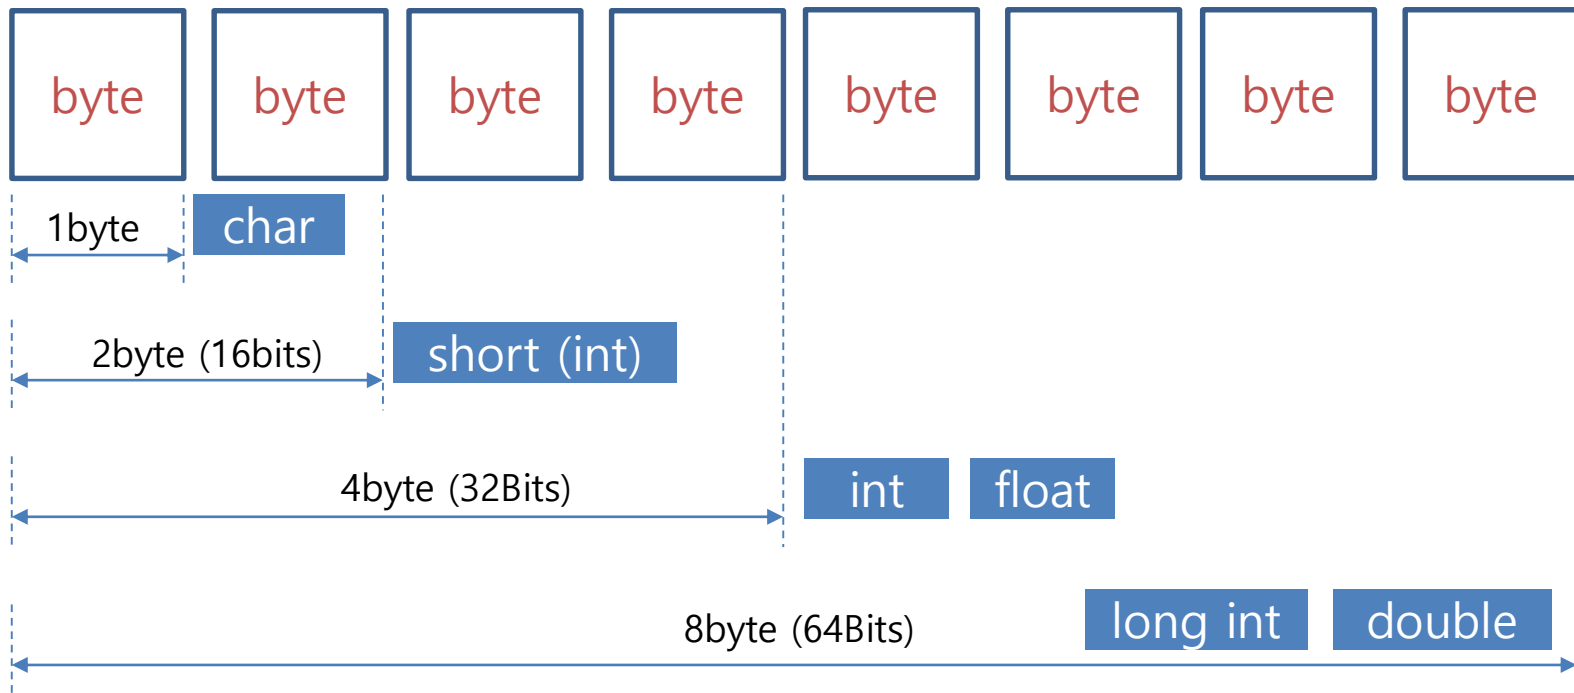 byte byte byte byte byte byte byte byte
1byte char
2byte (16bits) short (int)
4byte (32Bits) int float
8byte (64Bits) long int double